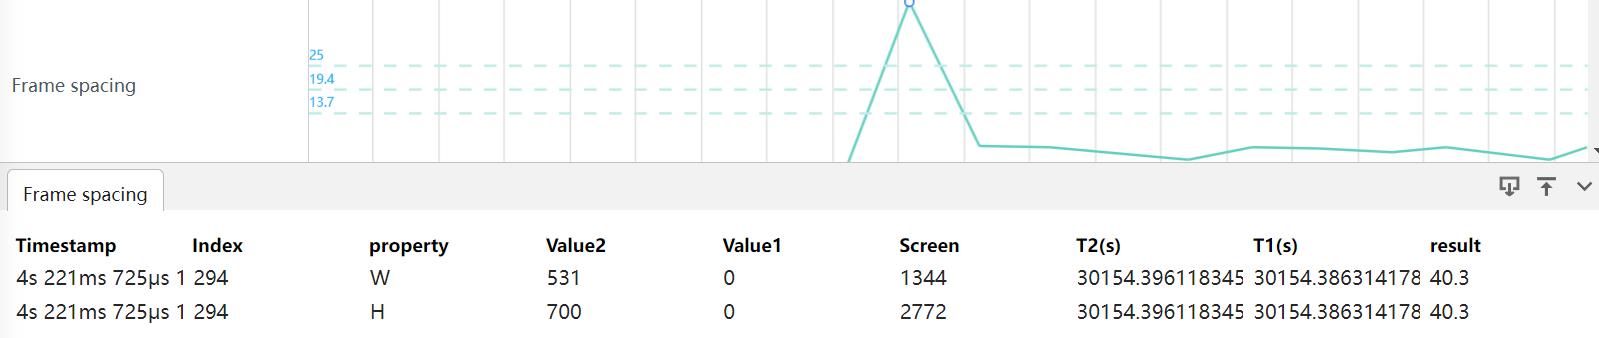 25
19.4
Frame spacing
13.7
Frame spacing
Timestamp Index property Value2 Value1 Screen T2(s) T1(s) result
4s 221ms 725μs 1 294 W 531 0 1344 30154.396118345 30154.386314178 40.3
4s 221ms 725μs 1 294 H 700 0 2772 30154.396118345 30154.386314178 40.3